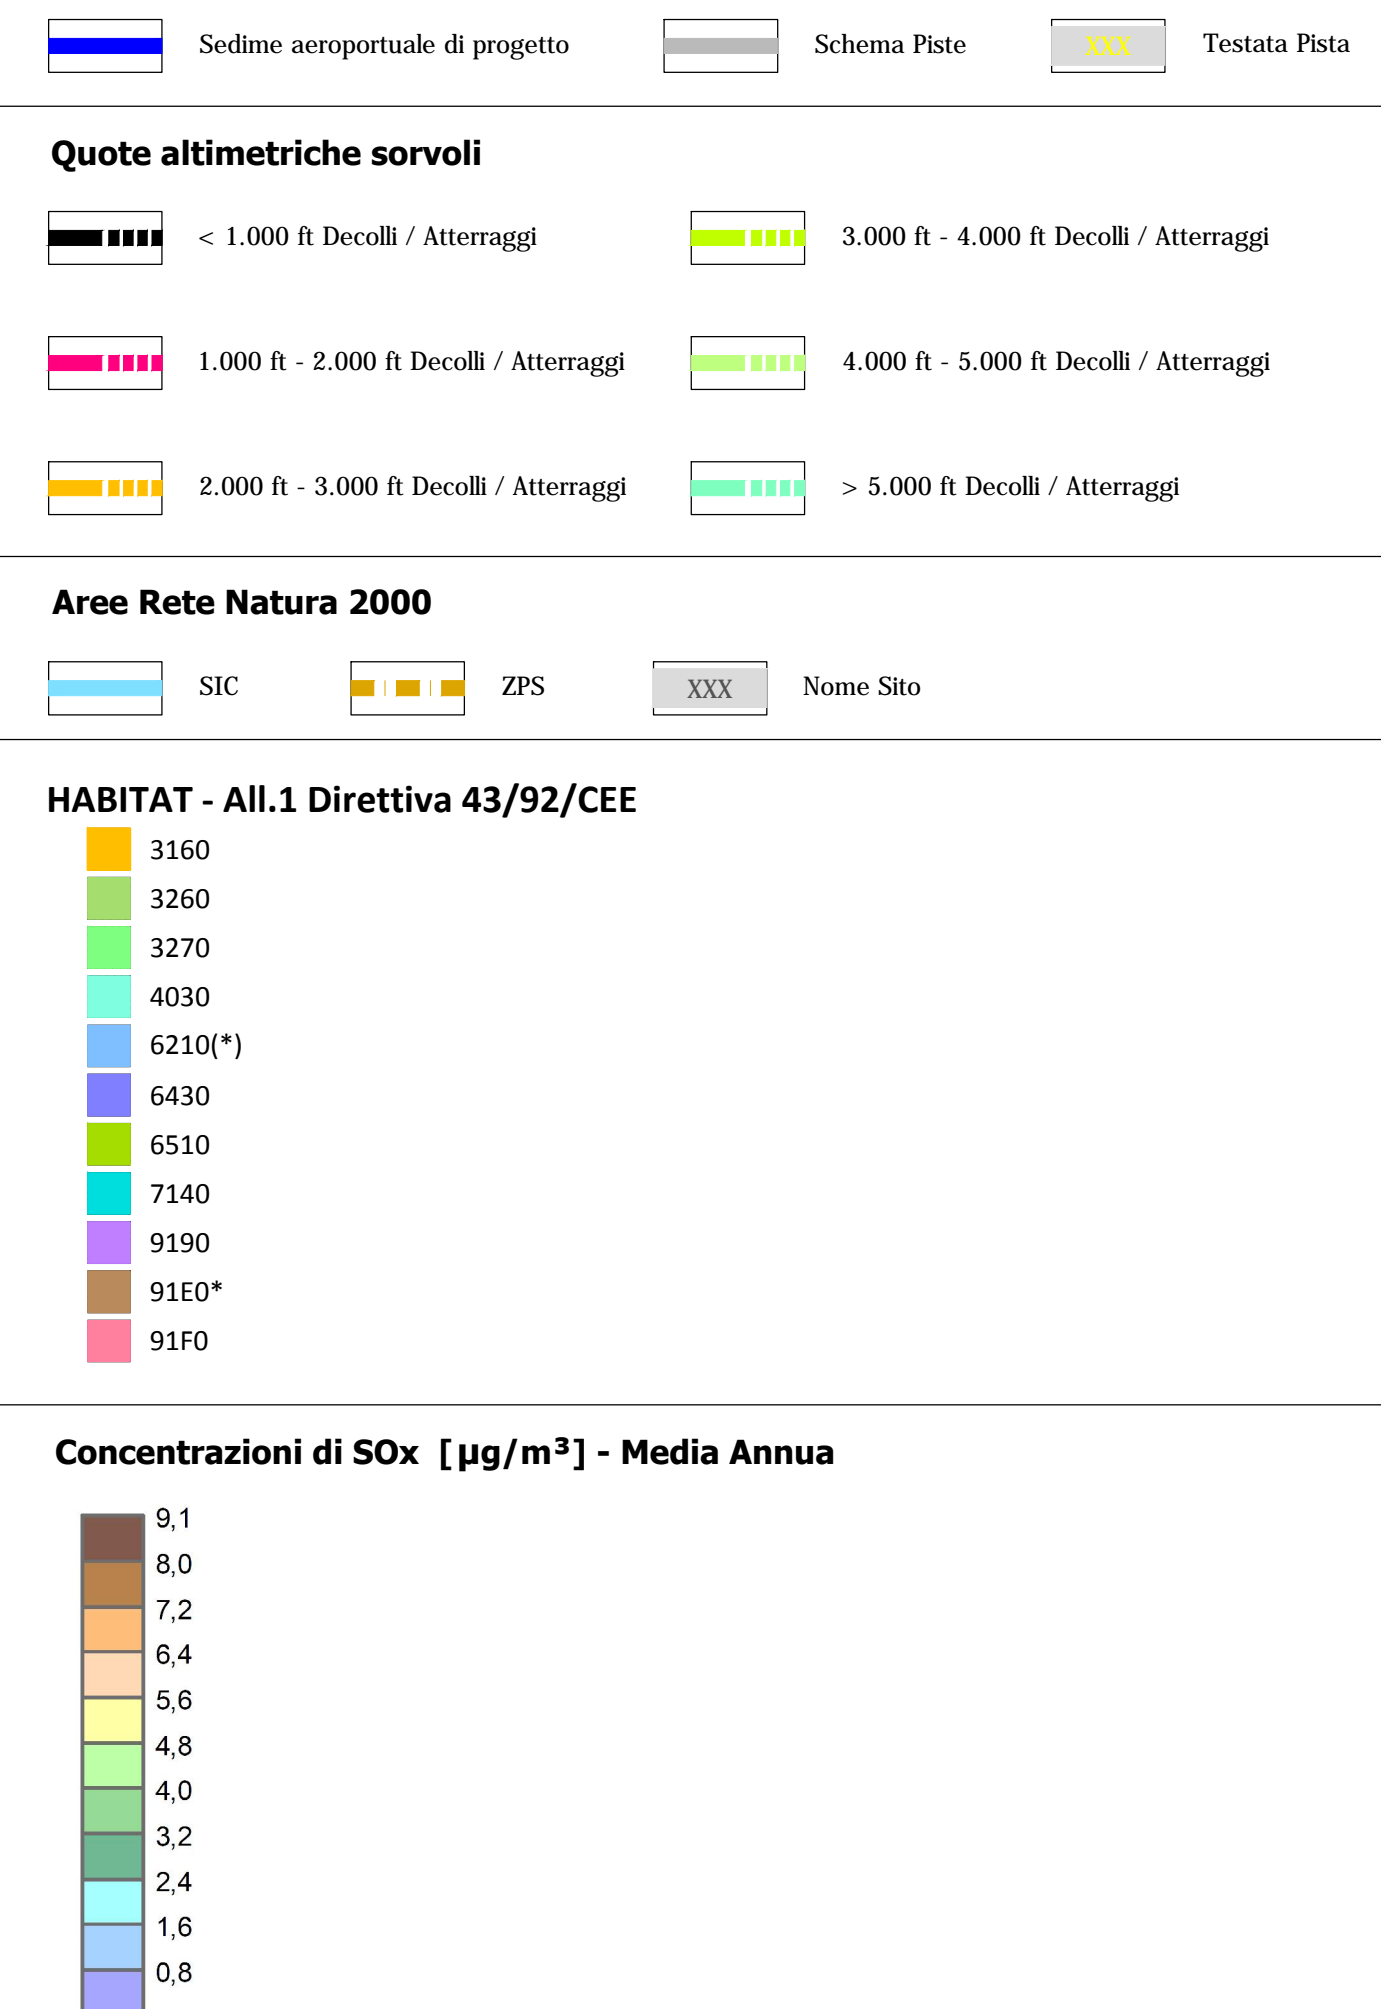 Sedime aeroportuale di progetto Schema Piste XXX Testata Pista
Quote altimetriche sorvoli
< 1.000 ft Decolli / Atterraggi 3.000 ft - 4.000 ft Decolli / Atterraggi
1.000 ft - 2.000 ft Decolli / Atterraggi 4.000 ft - 5.000 ft Decolli / Atterraggi
2.000 ft - 3.000 ft Decolli / Atterraggi > 5.000 ft Decolli / Atterraggi
Aree Rete Natura 2000
SIC ZPS XXX Nome Sito
HABITAT - All.1 Direttiva 43/92/CEE
3160
3260
3270
4030
6210(*)
6430
6510
7140
9190
91E0*
91F0
Concentrazioni di SOx [µg/m³] - Media Annua
9,1
8,0
7,2
6,4
5,6
4,8
4,0
3,2
2,4
1,6
0,8